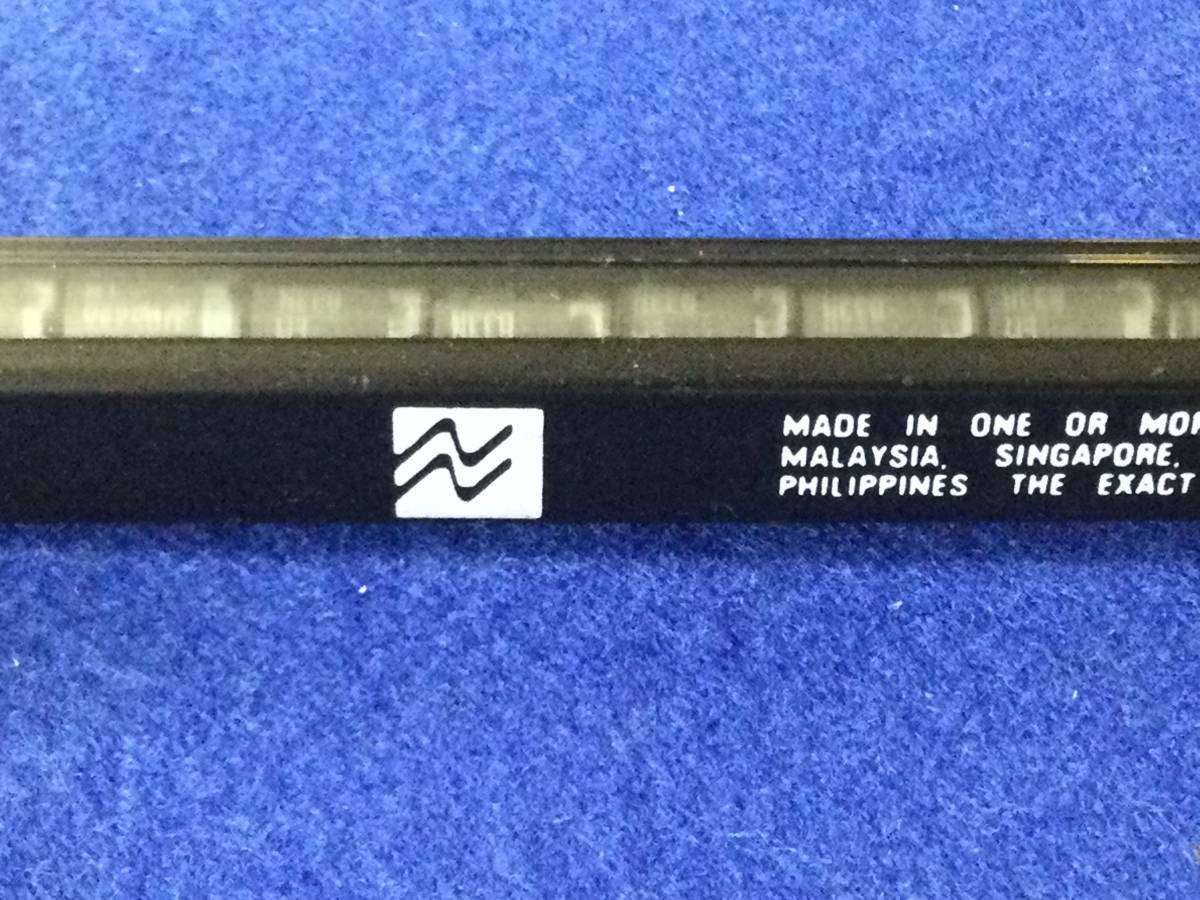 MADE IN ONE OR
MALAYSIA. SINGAPORE.
PHILIPPINES THE EXACT